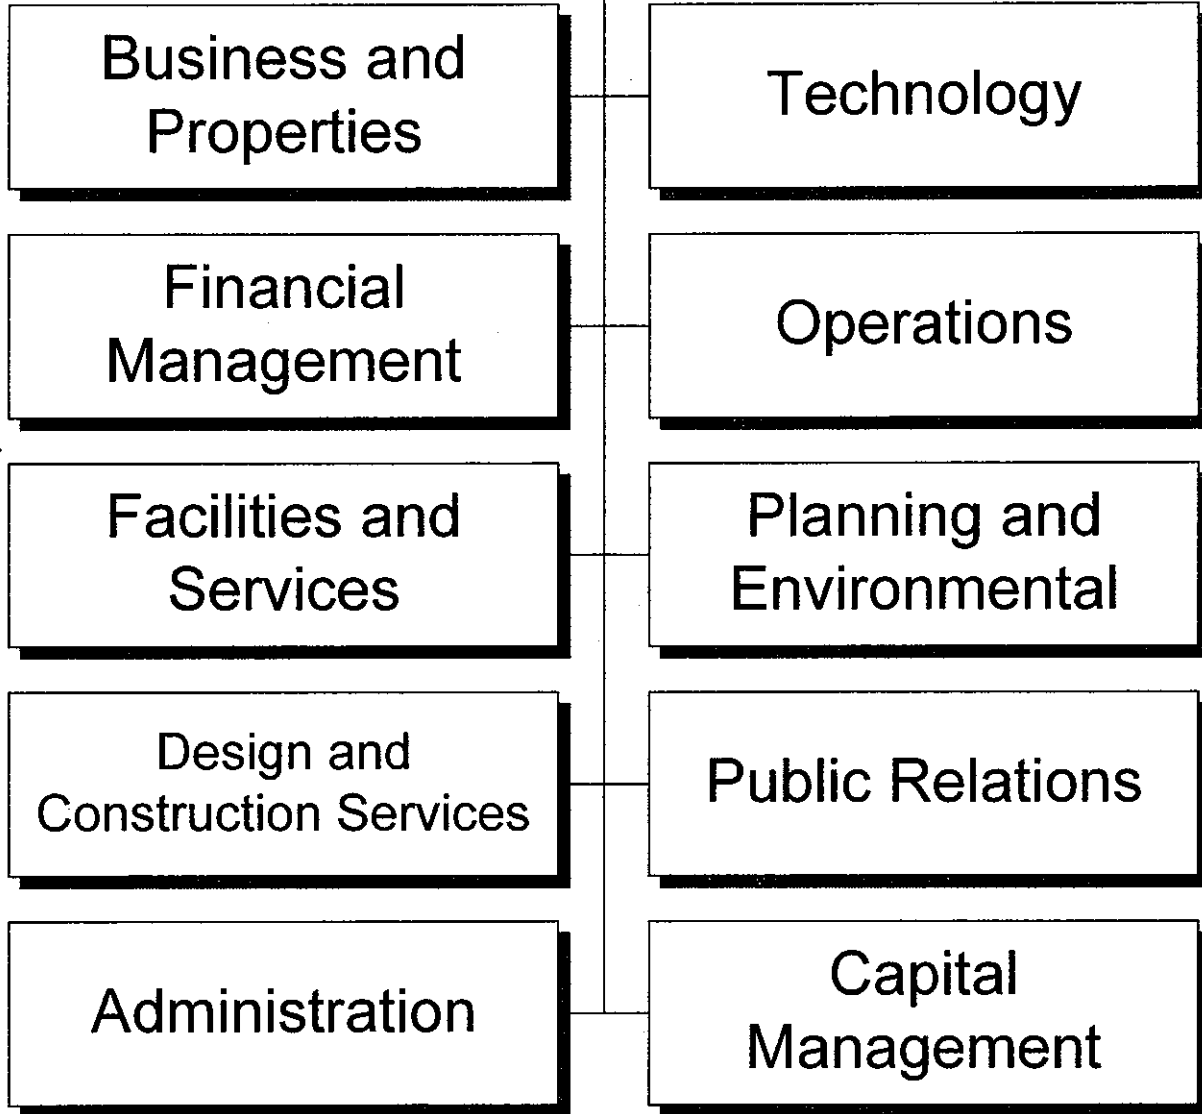 Business and
Properties
Technology
Financial
Management
Operations
Facilities and
Services
Planning and
Environmental
Design and
Construction Services
Public Relations
Administration
Capital
Management